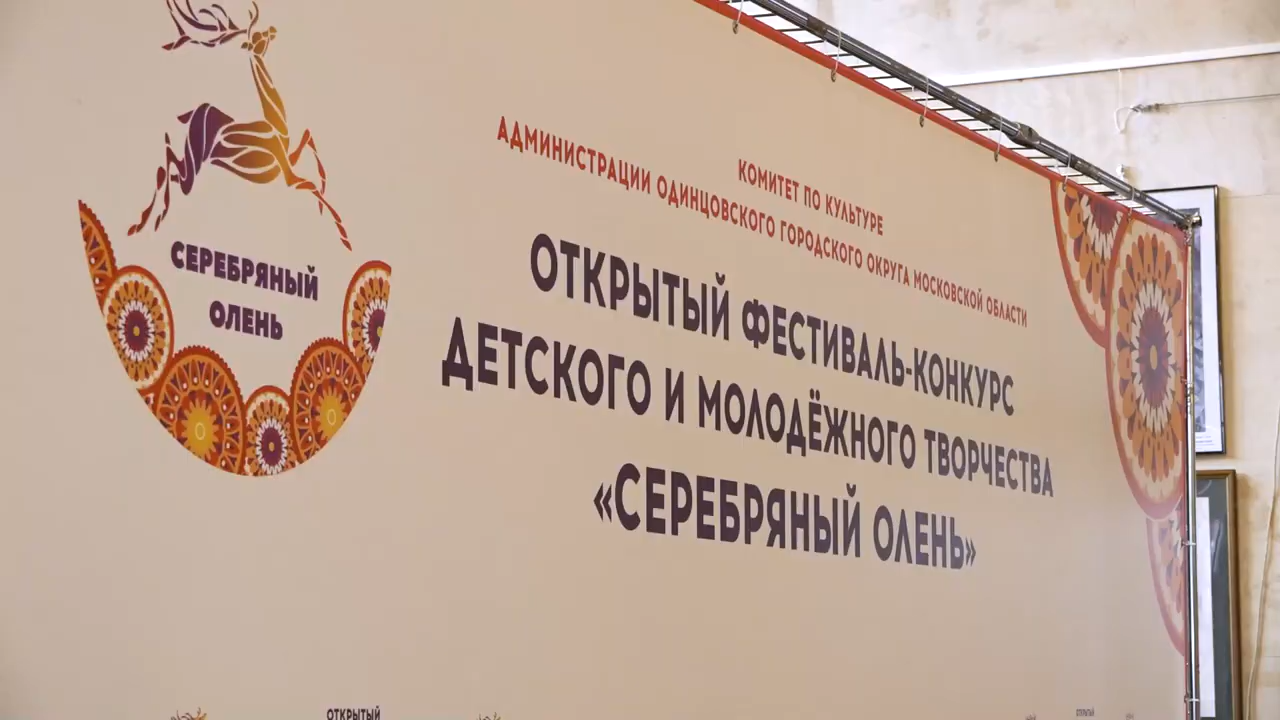 СЕРЕБРЯНЫЙ
ОЛЕНЬ
КОМИТЕТ ПО КУЛЬТУРЕ
АДМИНИСТРАЦИИ ОДИНЦОВСКОГО ГОРОДСКОГО ОКРУГА МОСКОВСКОЙ ОБЛАСТИ
ОТКРЫТЫЙ ФЕСТИВАЛЬ-КОНКУРС
ДЕТСКОГО И МОЛОДЁЖНОГО ТВОРЧЕСТВА
«СЕРЕБРЯНЫЙ ОЛЕНЬ»
ОТКРЫТЫЙ